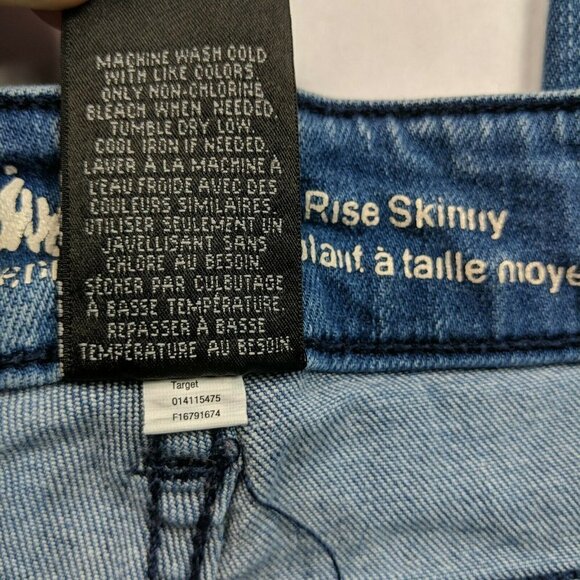 MACHINE WASH COLD
WITH LIKE COLORS.
ONLY NON-CHLORINE
BLEACH WHEN NEEDED.
TUMBLE DRY LOW.
COOL IRON IF NEEDED.
LAVER À LA MACHINE À
L'EAU FROIDE AVEC DES
COULEURS SIMILAIRES.
UTILISER SEULEMENT UN
JAVELLISANT SANS
CHLORE AU BESOIN.
SÉCHER PAR CULBUTAGE
À BASSE TEMPÉRATURE.
REPASSER À BASSE
TEMPÉRATURE AU BESOIN.
Rise Skinny
à taille moye
Target
014115475
F16791674